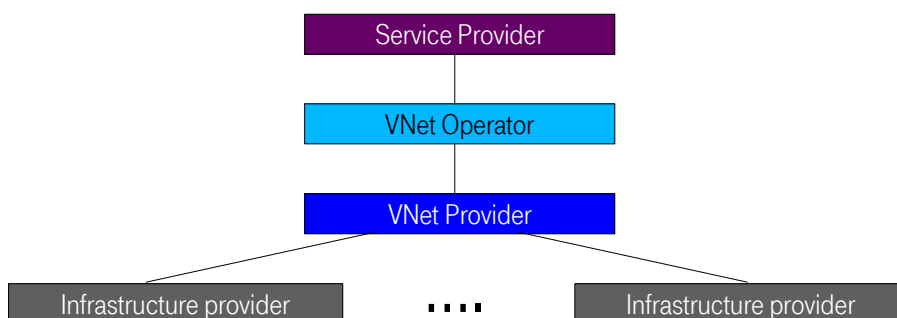 Service Provider
VNet Operator
VNet Provider
Infrastructure provider
....
Infrastructure provider